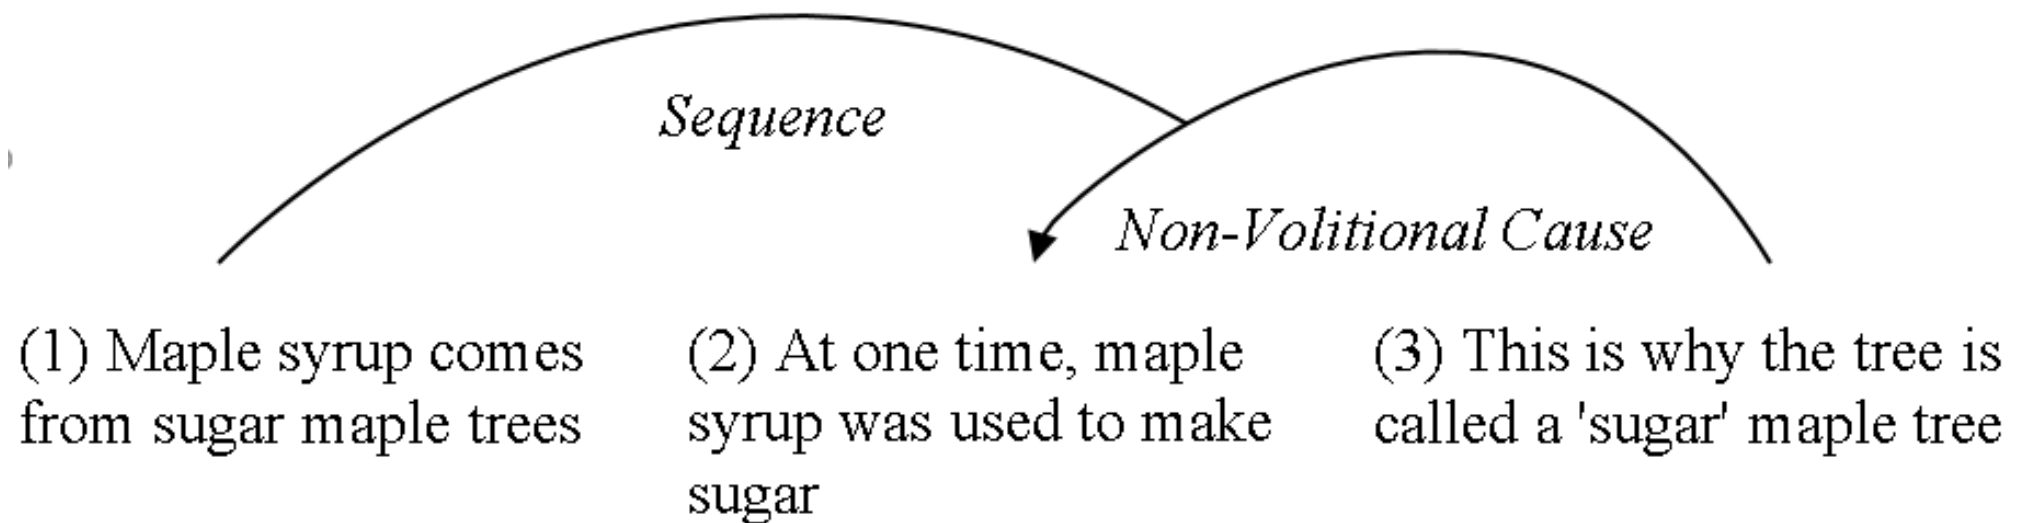 Sequence
Non-Volitional Cause
(1) Maple syrup comes
from sugar maple trees
(2) At one time, maple
syrup was used to make
sugar
(3) This is why the tree is
called a 'sugar' maple tree